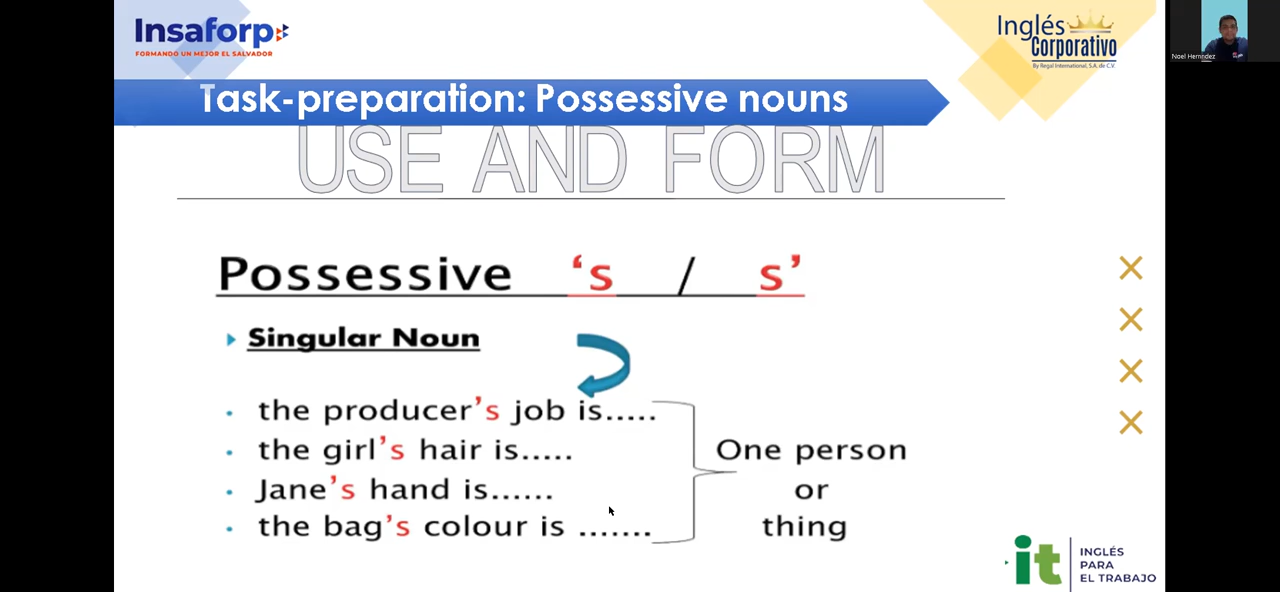 Insaforp
FORMANDO UN MEJOR EL SALVADOR
Inglés
Corporativo
By Regal International, S.A. de C.V.
Task-preparation: Possessive nouns
USE AND FORM
Possessive ‘s / s’
Singular Noun
the producer’s job is.....
the girl’s hair is.....
Jane’s hand is......
the bag’s colour is .......
One person
or
thing
it
INGLÉS
PARA
EL TRABAJO